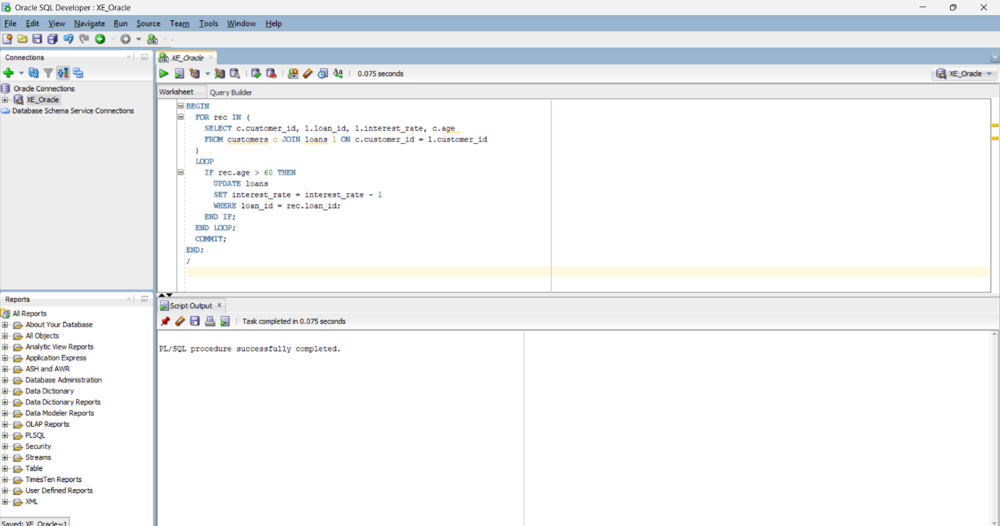 Oracle SQL Developer : XE_Oracle
File Edit View Navigate Run Source Team Tools Window Help
Connections
Oracle Connections
XE_Oracle
Database Schema Service Connections
Reports
All Reports
About Your Database
All Objects
Analytic View Reports
Application Express
ASH and AWR
Database Administration
Data Dictionary
Data Dictionary Reports
Data Modeler Reports
OLAP Reports
PLSQL
Security
Streams
Table
TimesTen Reports
User Defined Reports
XML
Saved: XE_Oracle~1
XE_Oracle
0.075 seconds
XE_Oracle
Worksheet Query Builder
BEGIN
FOR rec IN (
SELECT c.customer_id, l.loan_id, l.interest_rate, c.age
FROM customers c JOIN loans l ON c.customer_id = l.customer_id
)
LOOP
IF rec.age > 60 THEN
UPDATE loans
SET interest_rate = interest_rate - 1
WHERE loan_id = rec.loan_id;
END IF;
END LOOP;
COMMIT;
END;
/
Script Output
Task completed in 0.075 seconds
PL/SQL procedure successfully completed.